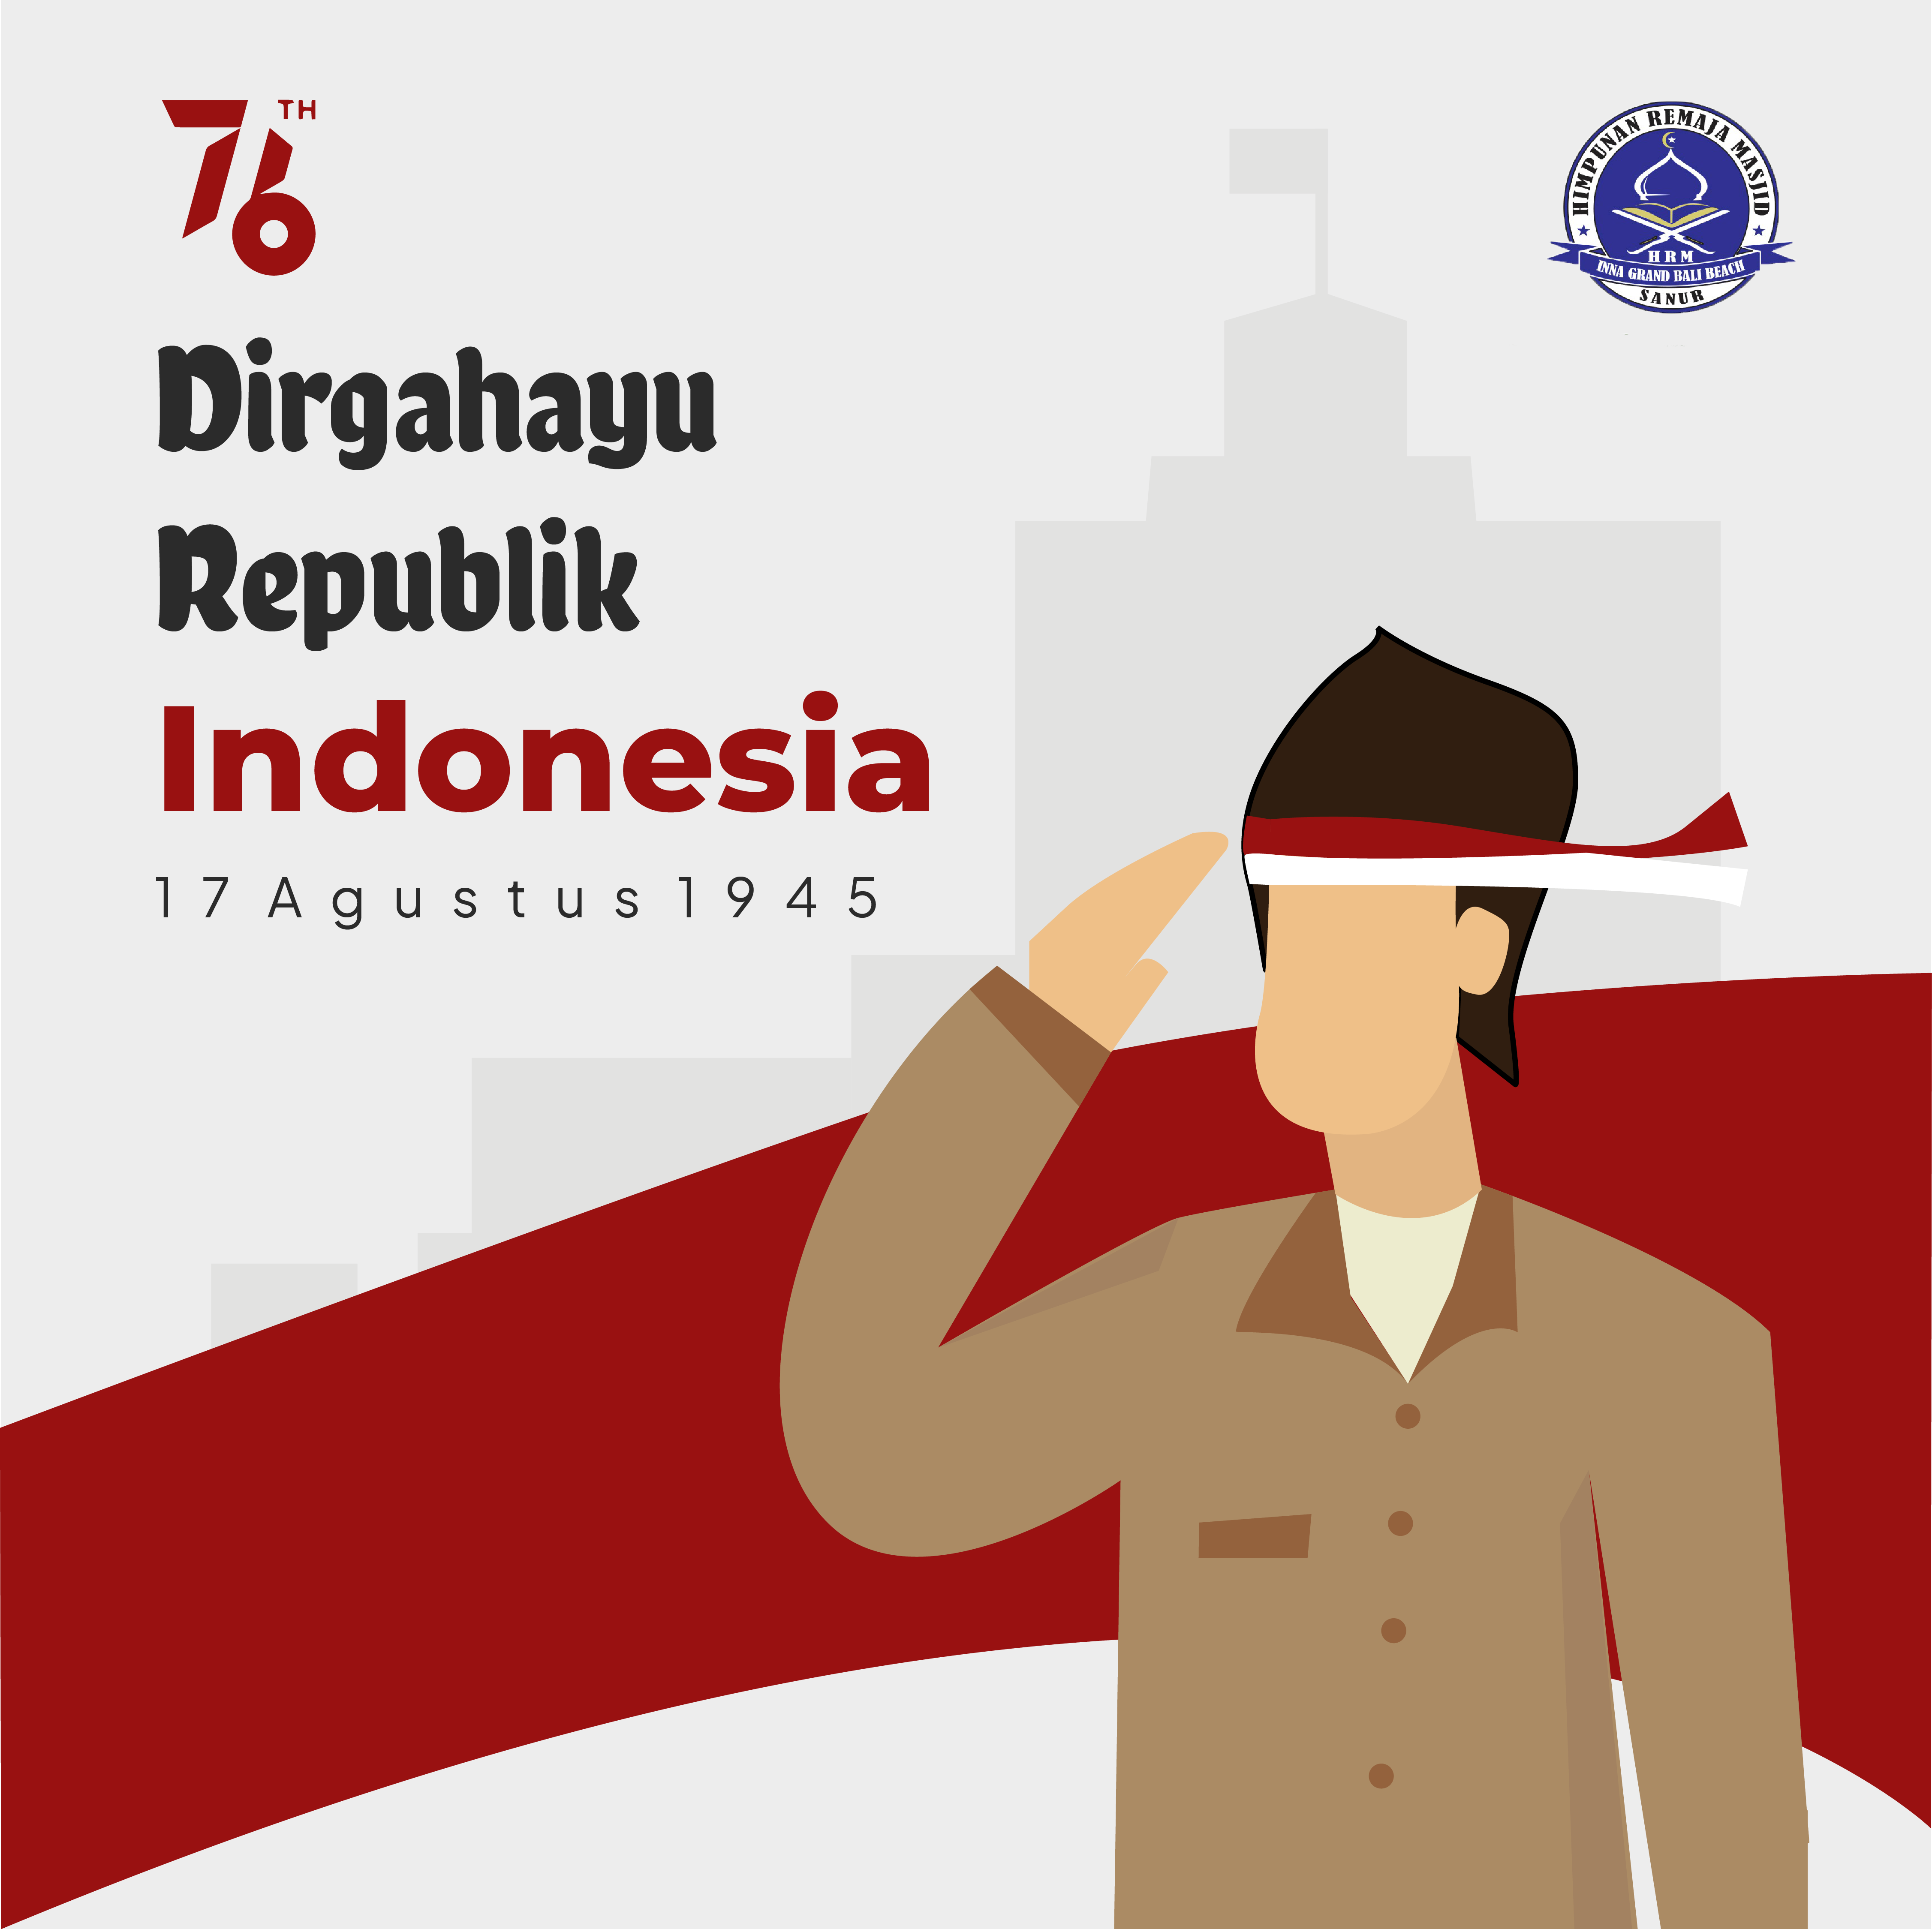 76TH
HIMPUNAN REMAJA MASJID
HRM
INNA GRAND BALI BEACH
SANUR
Dirgahayu
Republik
Indonesia
17 Agustus 1945